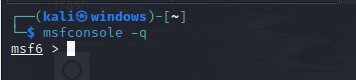 ┌──(kali㉿windows)-[~]
└─$ msfconsole -q
msf6 >